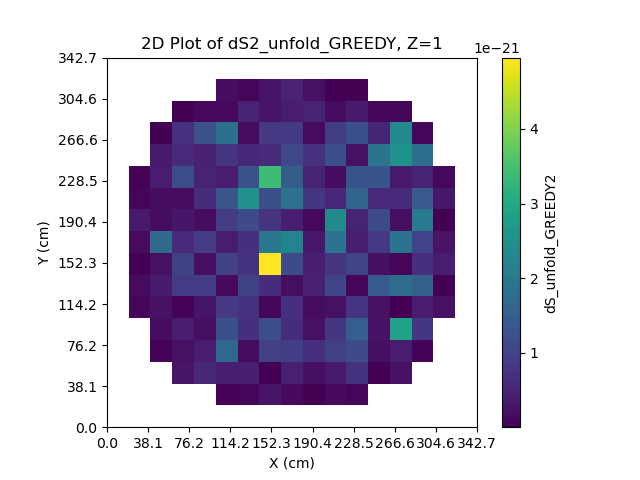 2D Plot of dS2_unfold_GREEDY, Z=1
1e−21
342.7
304.6
266.6
228.5
190.4
152.3
114.2
76.2
38.1
0.0
Y (cm)
0.0 38.1 76.2 114.2 152.3 190.4 228.5 266.6 304.6 342.7
X (cm)
4
3
2
1
dS_unfold_GREEDY2